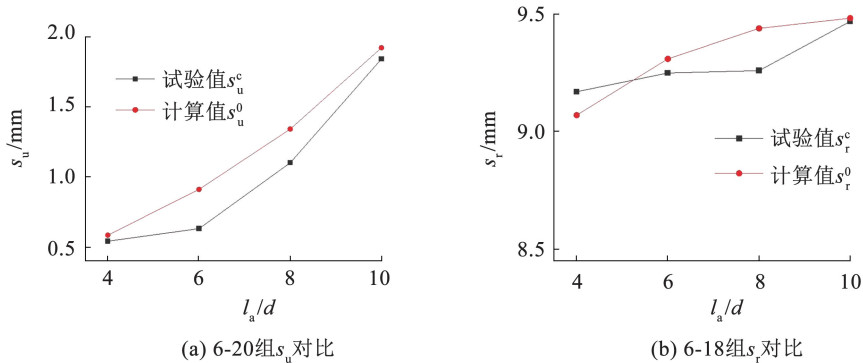 2.0
1.5
1.0
0.5
s_u/mm
试验值s_u^c
计算值s_u^0
4 6 8 10
l_a/d
(a) 6-20组s_u对比
9.5
9.0
8.5
s_r/mm
试验值s_r^c
计算值s_r^0
4 6 8 10
l_a/d
(b) 6-18组s_r对比